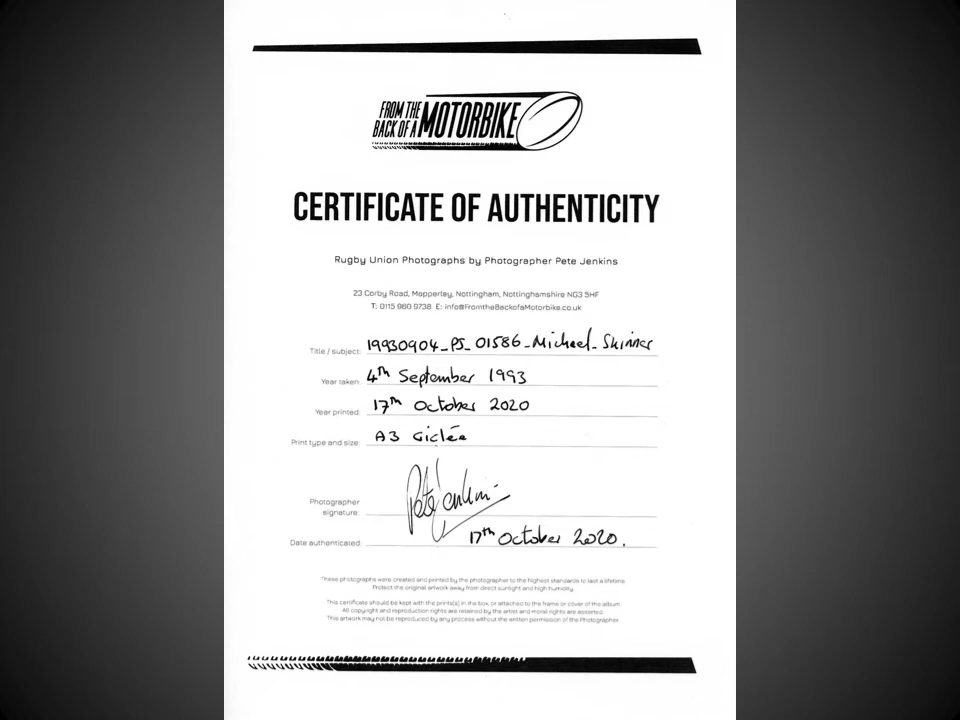 FROM THE
BACK OF A MOTORBIKE
CERTIFICATE OF AUTHENTICITY
Rugby Union Photographs by Photographer Pete Jenkins
23 Corby Road, Mapperley, Nottingham, Nottinghamshire NG3 5HF
T: 0115 960 9738 E: info@FromtheBackofaMotorbike.co.uk
Title / subject: 19930904_PJ_01586_Michael_Skinner
Year taken: 4th September 1993
Year printed: 17th October 2020
Print type and size: A3 Giclée
Photographer
signature: Pete Jenkins
Date authenticated: 17th October 2020.
These photographs were created and printed by the photographer to the highest standards to last a lifetime
Protect the original artwork away from direct sunlight and high humidity
This certificate should be kept with the prints(s) in the box, or attached to the frame or cover of the album
All copyright and reproduction rights are retained by the artist and moral rights are asserted
This artwork may not be reproduced by any process without the written permission of the Photographer